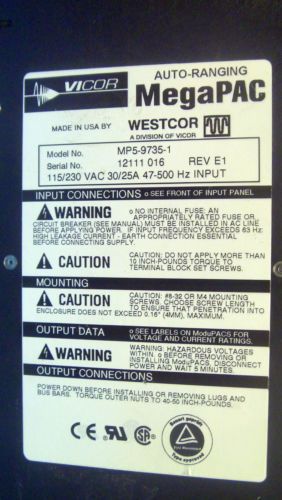 VICOR
AUTO-RANGING
MegaPAC
MADE IN USA BY WESTCOR
A DIVISION OF VICOR
Model No. MP5-9735-1
Serial No. 12111 016 REV E1
115/230 VAC 30/25A 47-500 Hz INPUT
INPUT CONNECTIONS o SEE FRONT OF INPUT PANEL
WARNING o NO INTERNAL FUSE: AN
APPROPRIATELY RATED FUSE OR
CIRCUIT BREAKER (SEE MANUAL) MUST BE INSTALLED IN AC LINE
BEFORE APPLYING POWER. IF INPUT FREQUENCY EXCEEDS 63 Hz:
HIGH LEAKAGE CURRENT - EARTH CONNECTION ESSENTIAL
BEFORE CONNECTING SUPPLY.
CAUTION CAUTION: DO NOT APPLY MORE THAN
10 INCH-POUNDS TORQUE TO
TERMINAL BLOCK SET SCREWS.
MOUNTING
CAUTION CAUTION: #8-32 OR M4 MOUNTING
SCREWS. CHOOSE SCREW LENGTH
TO ENSURE THAT PENETRATION INTO
ENCLOSURE DOES NOT EXCEED 0.16" (4MM), MAXIMUM.
OUTPUT DATA o SEE LABELS ON ModuPACS FOR
VOLTAGE AND CURRENT RATINGS.
WARNING WARNING: HAZARDOUS VOLTAGES
WITHIN. o BEFORE REMOVING OR
INSTALLING ModuPACS, DISCONNECT
POWER AND WAIT 5 MINUTES.
OUTPUT CONNECTIONS
POWER DOWN BEFORE INSTALLING OR REMOVING LUGS AND
BUS BARS. TORQUE OUTER NUTS TO 40-50 INCH-POUNDS.